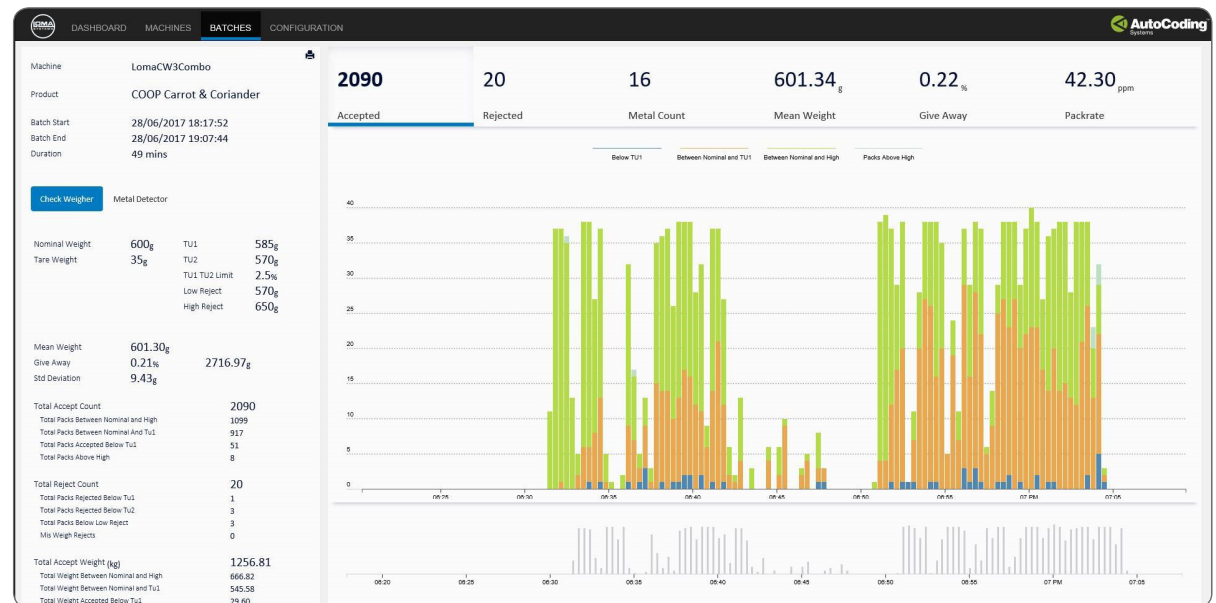 LOMA
SYSTEMS
DASHBOARD MACHINES BATCHES CONFIGURATION
AutoCoding
Systems
Machine LomaCW3Combo
Product COOP Carrot & Coriander
Batch Start 28/06/2017 18:17:52
Batch End 28/06/2017 19:07:44
Duration 49 mins
Check Weigher Metal Detector
Nominal Weight 600g TU1 585g
Tare Weight 35g TU2 570g
TU1 TU2 Limit 2.5%
Low Reject 570g
High Reject 650g
Mean Weight 601.30g
Give Away 0.21% 2716.97g
Std Deviation 9.43g
Total Accept Count 2090
Total Packs Between Nominal and High 1099
Total Packs Between Nominal And Tu1 917
Total Packs Accepted Below Tu1 51
Total Packs Above High 8
Total Reject Count 20
Total Packs Rejected Below Tu1 1
Total Packs Rejected Below Tu2 3
Total Packs Below Low Reject 3
Mis Weigh Rejects 0
Total Accept Weight (kg) 1256.81
Total Weight Between Nominal and High 666.82
Total Weight Between Nominal and Tu1 545.58
Total Weight Accepted Below Tu1 29.60
2090 20 16 601.34 g 0.22 % 42.30 ppm
Accepted Rejected Metal Count Mean Weight Give Away Packrate
Below TU1 Between Nominal and TU1 Between Nominal and High Packs Above High
40
35
30
25
20
15
10
5
0
06:25 06:30 06:35 06:40 06:45 06:50 06:55 07 PM 07:05
06:20 06:25 06:30 06:35 06:40 06:45 06:50 06:55 07 PM 07:05